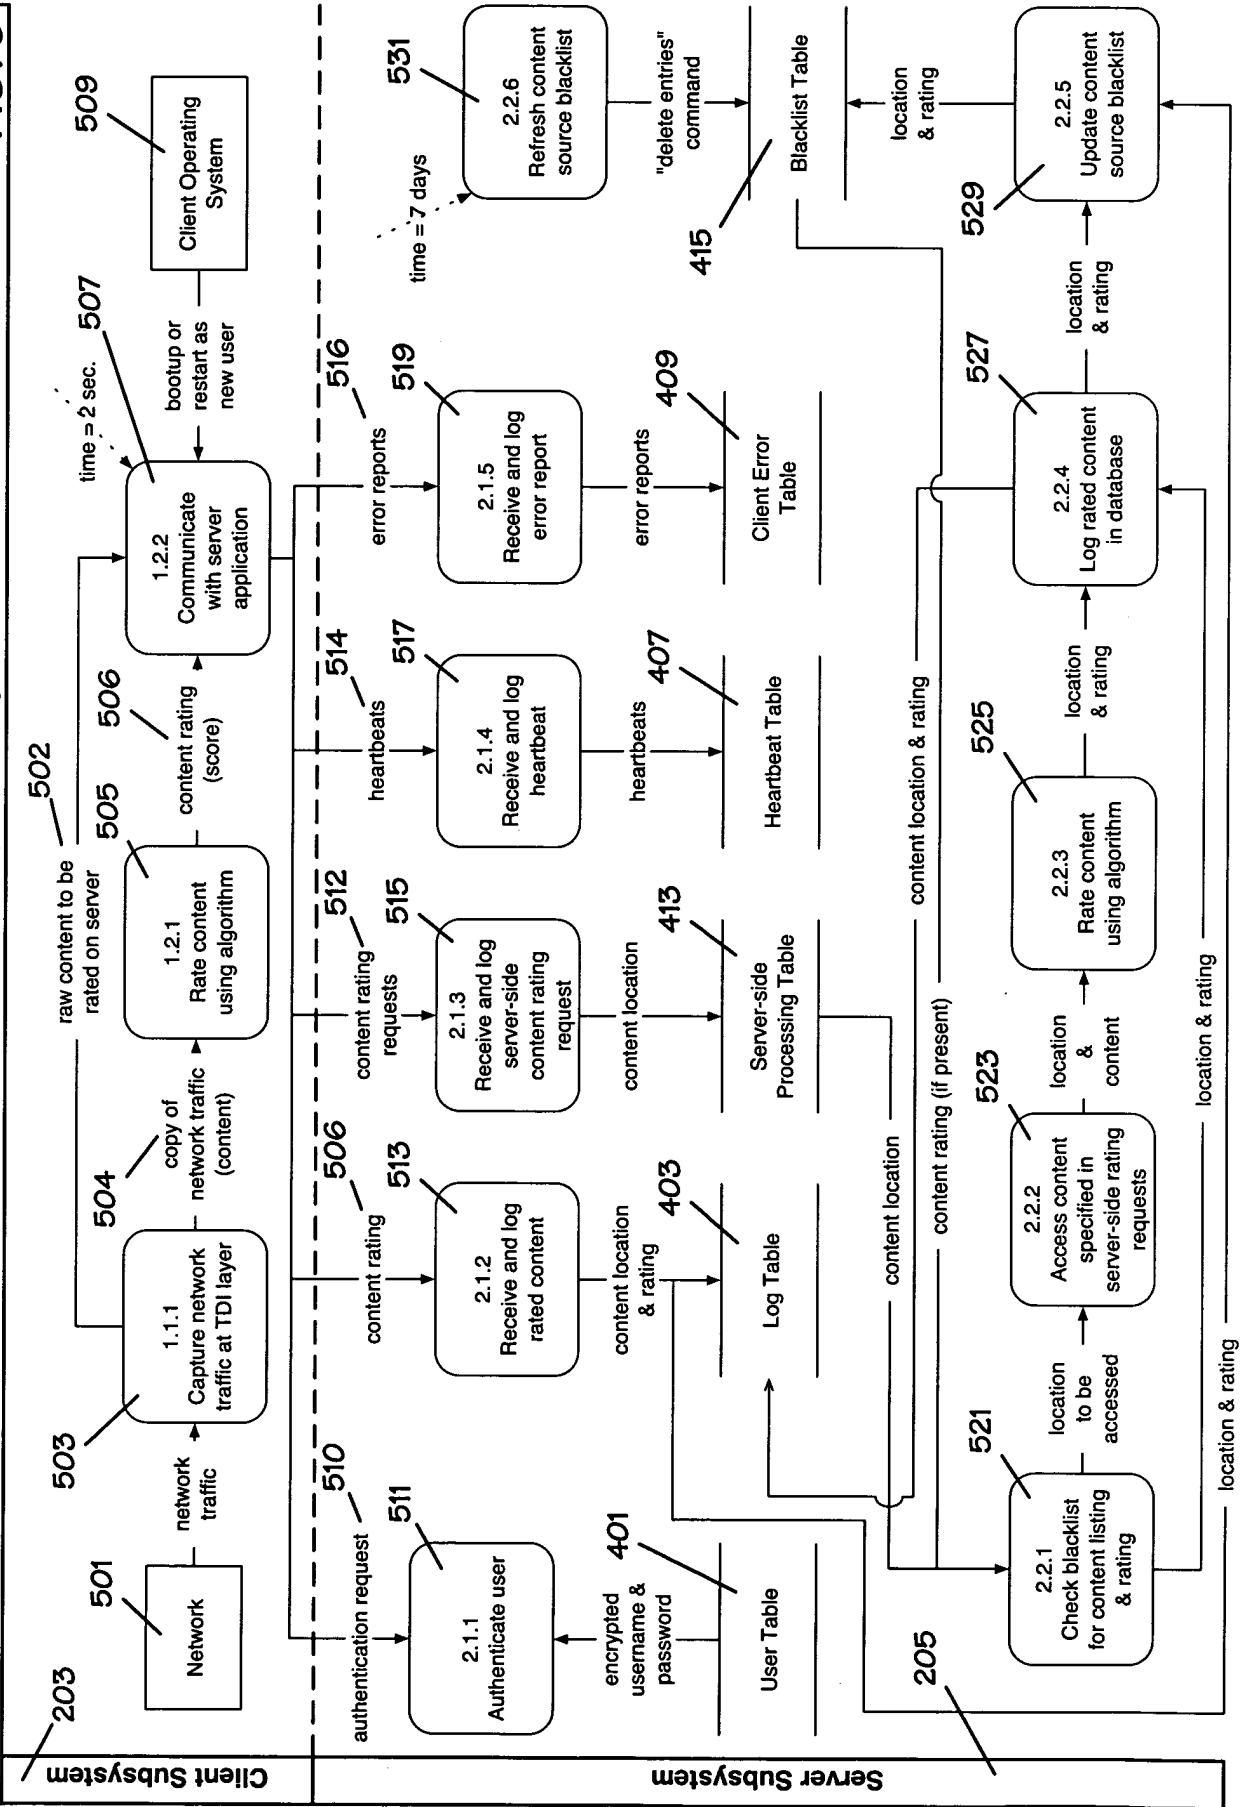 203
Client Subsystem
501
Network
network
traffic
503
1.1.1
Capture network
traffic at TDI layer
504
copy of
network traffic
(content)
502
raw content to be
rated on server
505
1.2.1
Rate content
using algorithm
506
content rating
(score)
507
time = 2 sec.
1.2.2
Communicate
with server
application
bootup or
restart as
new user
509
Client Operating
System
Server Subsystem
205
510
authentication request
511
2.1.1
Authenticate user
encrypted
username &
password
401
User Table
506
content rating
513
2.1.2
Receive and log
rated content
content location
& rating
403
Log Table
512
content rating
requests
515
2.1.3
Receive and log
server-side
content rating
request
content location
413
Server-side
Processing Table
514
heartbeats
517
2.1.4
Receive and log
heartbeat
heartbeats
407
Heartbeat Table
516
error reports
519
2.1.5
Receive and log
error report
error reports
409
Client Error
Table
time = 7 days
531
2.2.6
Refresh content
source blacklist
"delete entries"
command
415
Blacklist Table
location
& rating
content location
content rating (if present)
content location & rating
521
2.2.1
Check blacklist
for content listing
& rating
location
to be
accessed
523
2.2.2
Access content
specified in
server-side rating
requests
location
&
content
525
2.2.3
Rate content
using algorithm
location
& rating
527
2.2.4
Log rated content
in database
location
& rating
529
2.2.5
Update content
source blacklist
location & rating
location & rating